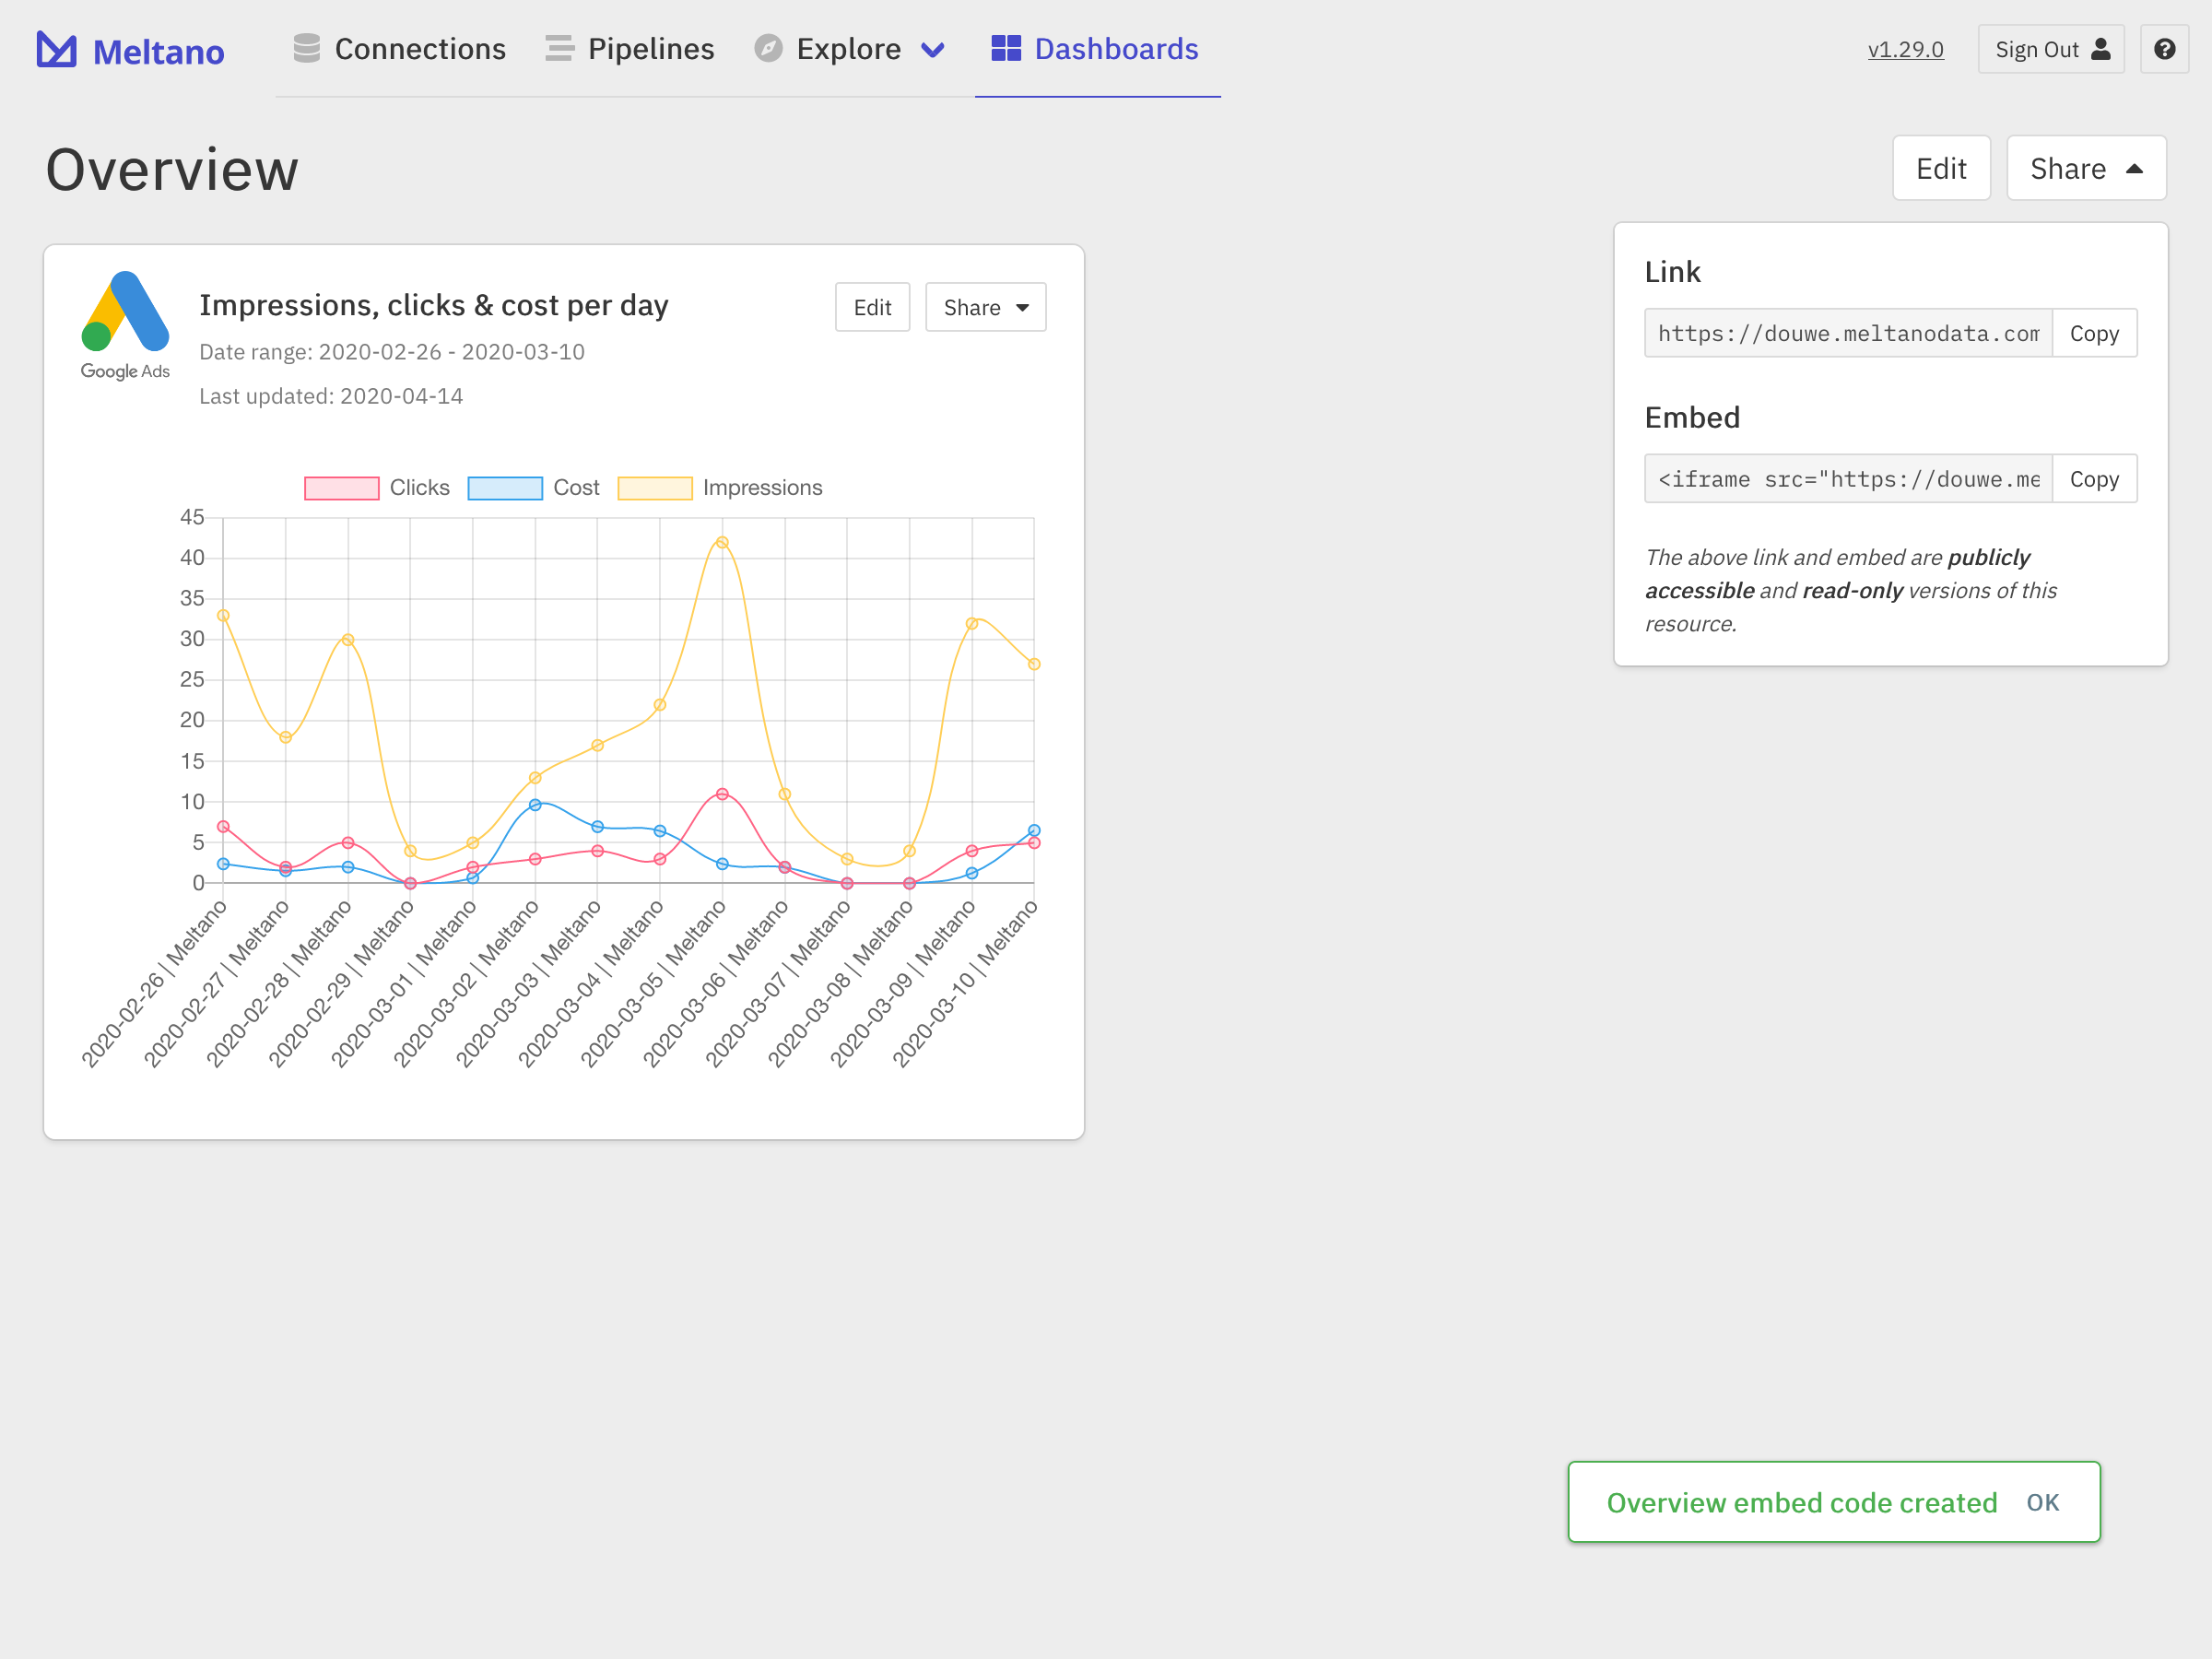 Meltano
Connections
Pipelines
Explore
Dashboards
v1.29.0
Sign Out
?
Overview
Edit
Share
Google Ads
Impressions, clicks & cost per day
Edit
Share
Date range: 2020-02-26 - 2020-03-10
Last updated: 2020-04-14
Clicks
Cost
Impressions
45
40
35
30
25
20
15
10
5
0
2020-02-26 | Meltano
2020-02-27 | Meltano
2020-02-28 | Meltano
2020-02-29 | Meltano
2020-03-01 | Meltano
2020-03-02 | Meltano
2020-03-03 | Meltano
2020-03-04 | Meltano
2020-03-05 | Meltano
2020-03-06 | Meltano
2020-03-07 | Meltano
2020-03-08 | Meltano
2020-03-09 | Meltano
2020-03-10 | Meltano
Link
https://douwe.meltanodata.com
Copy
Embed
<iframe src="https://douwe.me
Copy
The above link and embed are publicly
accessible and read-only versions of this
resource.
Overview embed code created
OK